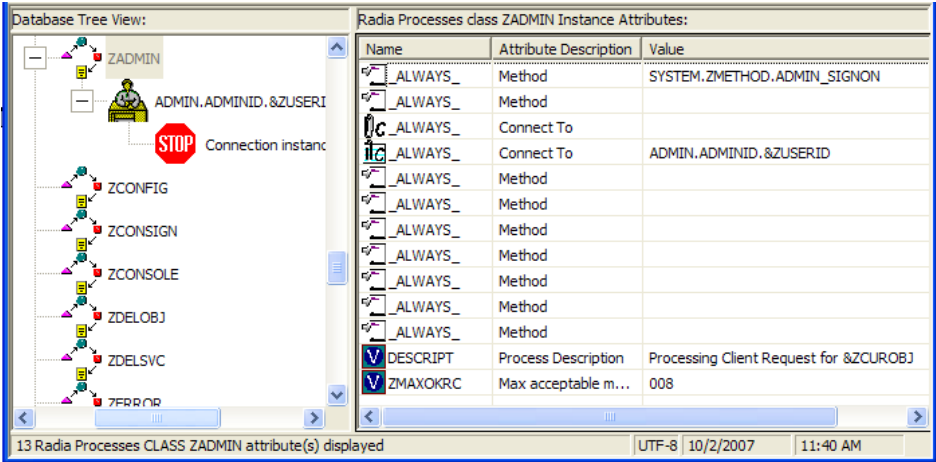 Database Tree View:
ZADMIN
ADMIN.ADMINID.&ZUSERI
STOP
Connection instanc
ZCONFIG
ZCONSIGN
ZCONSOLE
ZDELOBJ
ZDELSVC
ZERROR
Radia Processes class ZADMIN Instance Attributes:
Name Attribute Description Value
_ALWAYS_ Method SYSTEM.ZMETHOD.ADMIN_SIGNON
_ALWAYS_ Method
_ALWAYS_ Connect To
_ALWAYS_ Connect To ADMIN.ADMINID.&ZUSERID
_ALWAYS_ Method
_ALWAYS_ Method
_ALWAYS_ Method
_ALWAYS_ Method
_ALWAYS_ Method
_ALWAYS_ Method
_ALWAYS_ Method
V DESCRIPT Process Description Processing Client Request for &ZCUROBJ
V ZMAXOKRC Max acceptable m... 008
13 Radia Processes CLASS ZADMIN attribute(s) displayed UTF-8 10/2/2007 11:40 AM